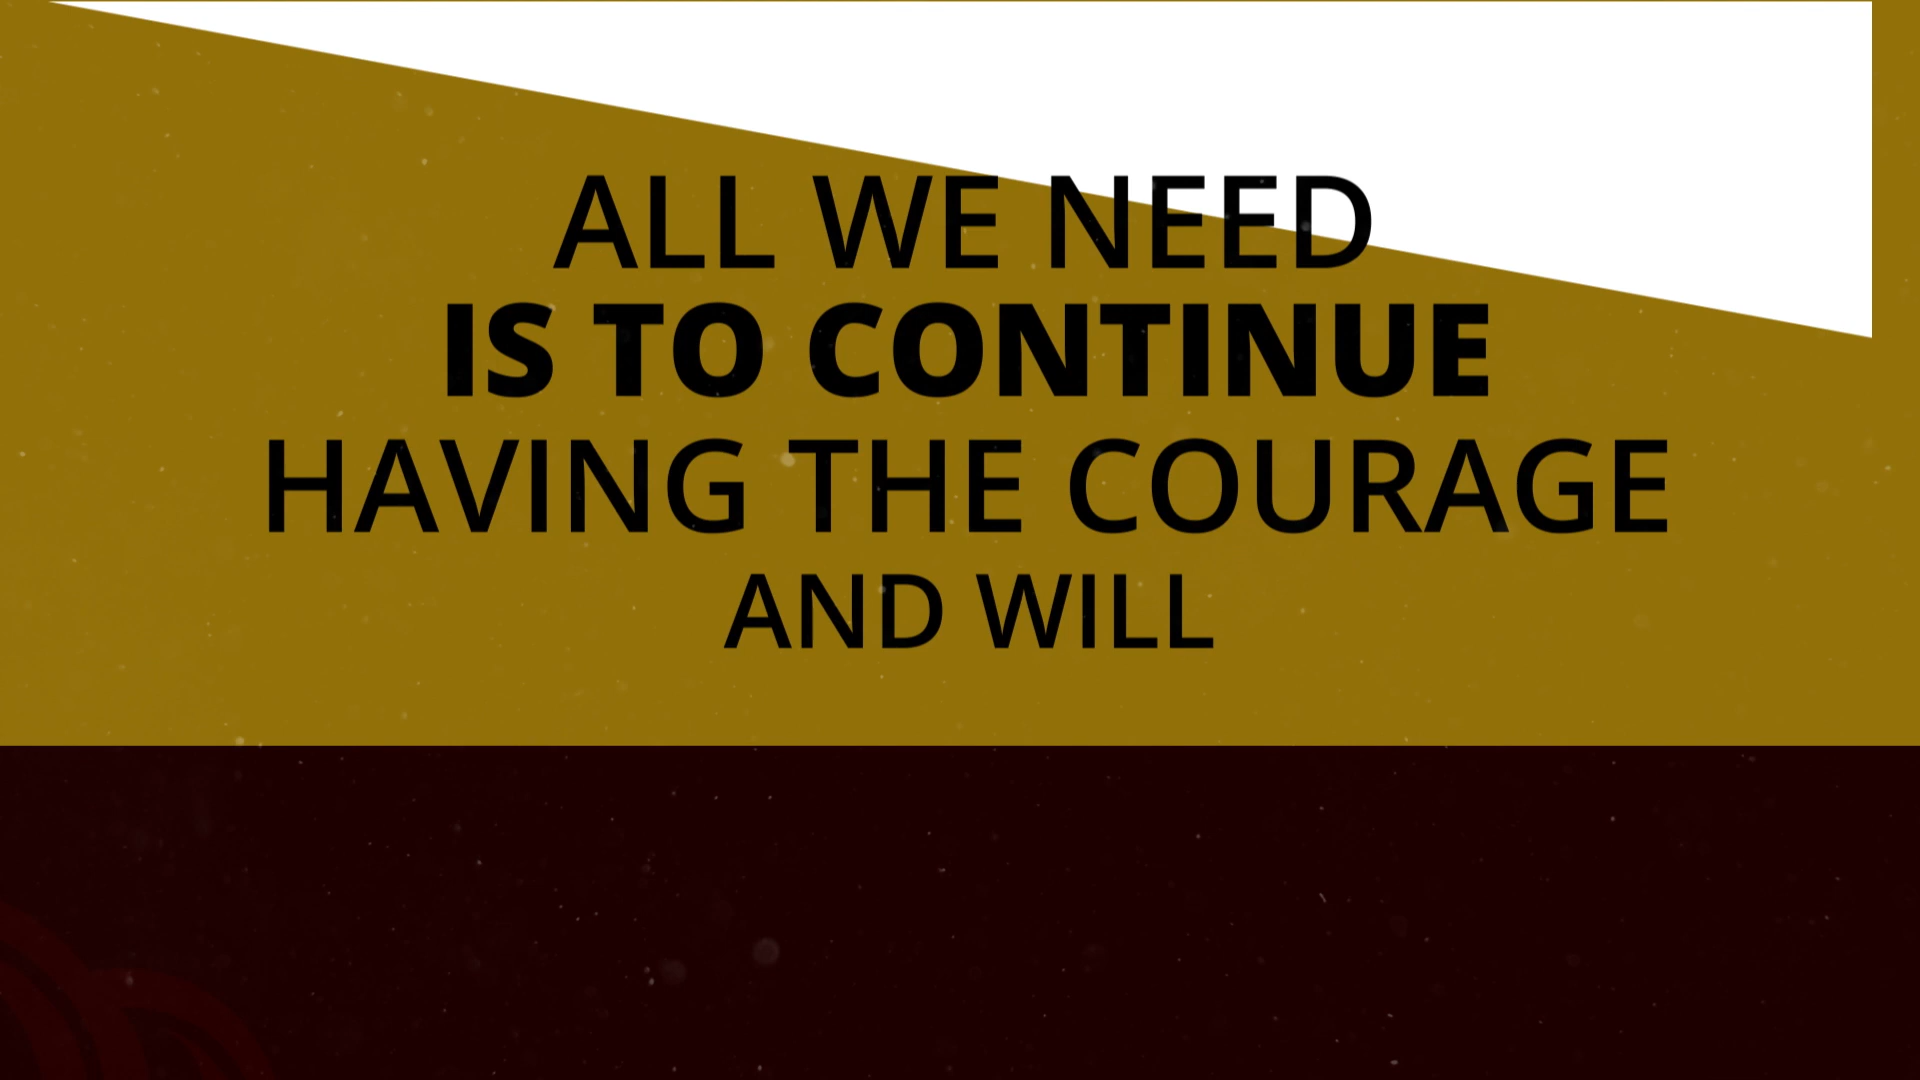 ALL WE NEED
IS TO CONTINUE
HAVING THE COURAGE
AND WILL